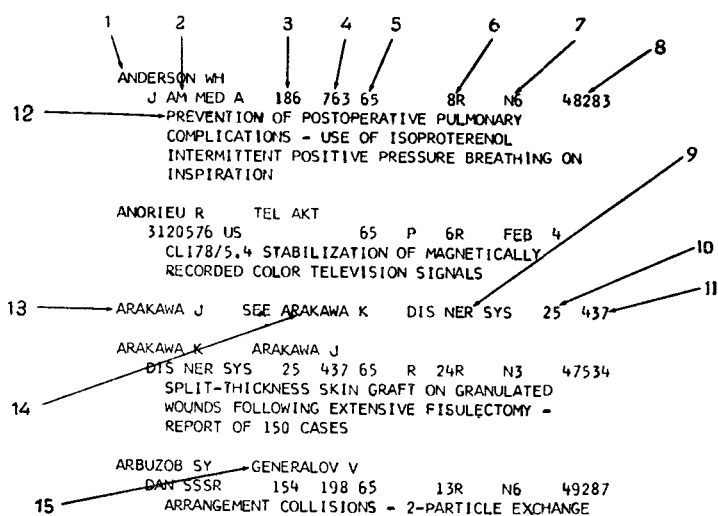 1 2 3 4 5 6 7 8
ANDERSON WH
J AM MED A 186 763 65 8R N6 48283
12 PREVENTION OF POSTOPERATIVE PULMONARY
COMPLICATIONS - USE OF ISOPROTERENOL
INTERMITTENT POSITIVE PRESSURE BREATHING ON
INSPIRATION
9
ANDRIEU R TEL AKT
3120576 US 65 P 6R FEB 4
CL178/5.4 STABILIZATION OF MAGNETICALLY
RECORDED COLOR TELEVISION SIGNALS
10
11
13 ARAKAWA J SEE ARAKAWA K DIS NER SYS 25 437
ARAKAWA K ARAKAWA J
DIS NER SYS 25 437 65 R 24R N3 47534
SPLIT-THICKNESS SKIN GRAFT ON GRANULATED
14 WOUNDS FOLLOWING EXTENSIVE FISULECTOMY -
REPORT OF 150 CASES
ARBUZOB SY GENERALOV V
DAN SSSR 154 198 65 13R N6 49287
15 ARRANGEMENT COLLISIONS - 2-PARTICLE EXCHANGE